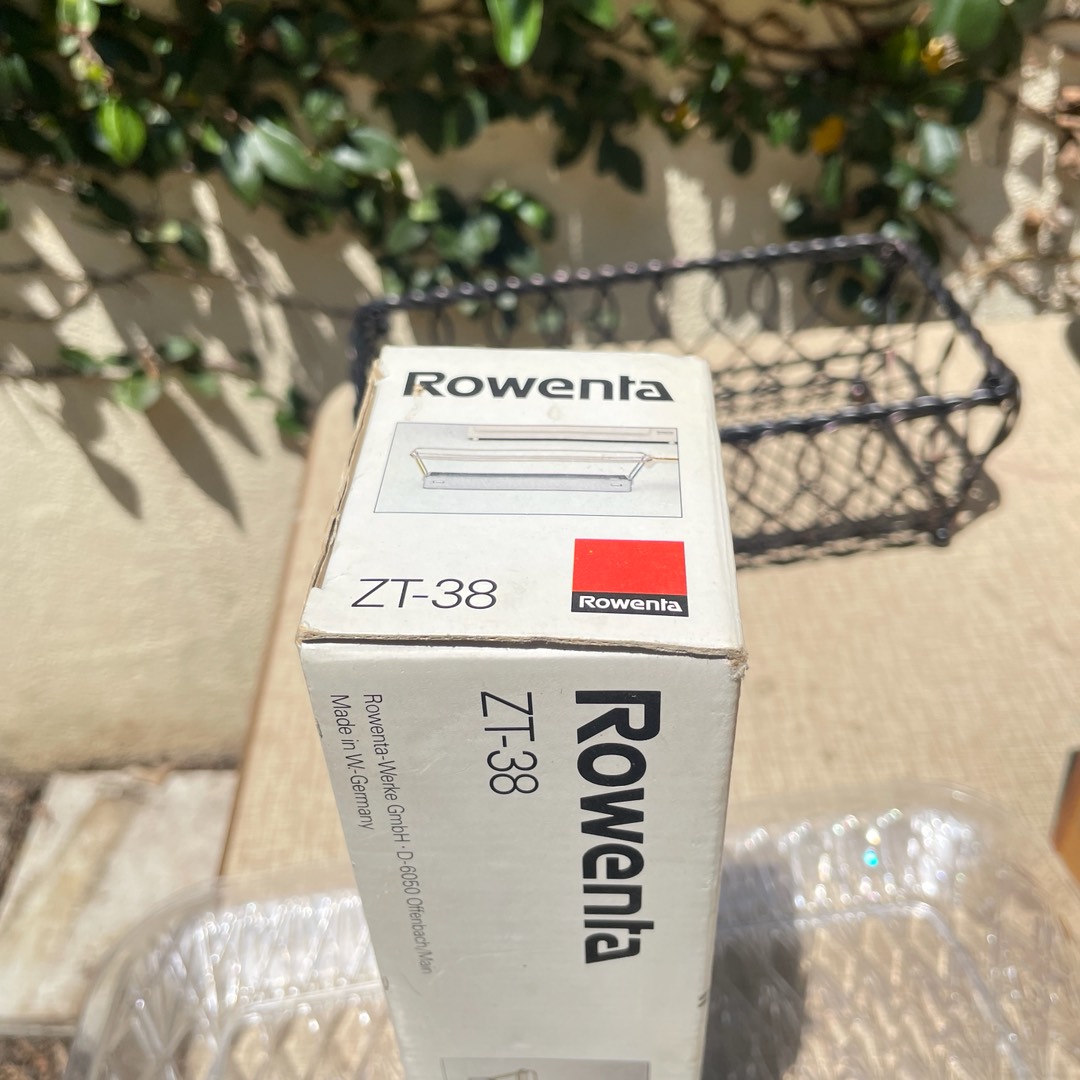 Rowenta
ZT-38
Rowenta
Rowenta
ZT-38
Rowenta-Werke GmbH · D-6050 Offenbach/Main
Made in W.-Germany